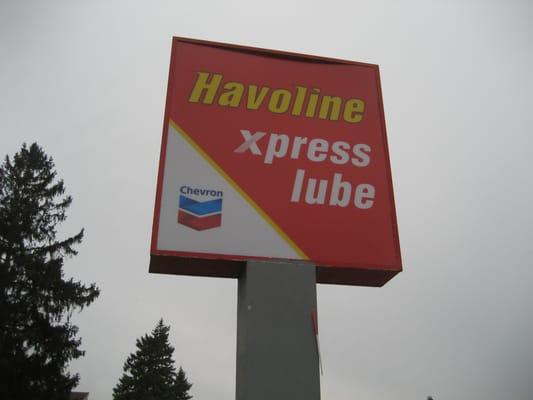 Havoline
xpress
lube
Chevron